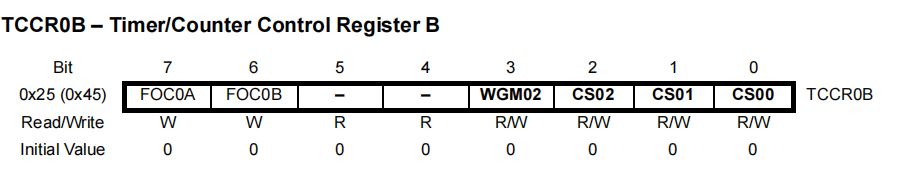 TCCR0B – Timer/Counter Control Register B
Bit 7 6 5 4 3 2 1 0
0x25 (0x45) FOC0A FOC0B – – WGM02 CS02 CS01 CS00 TCCR0B
Read/Write W W R R R/W R/W R/W R/W
Initial Value 0 0 0 0 0 0 0 0